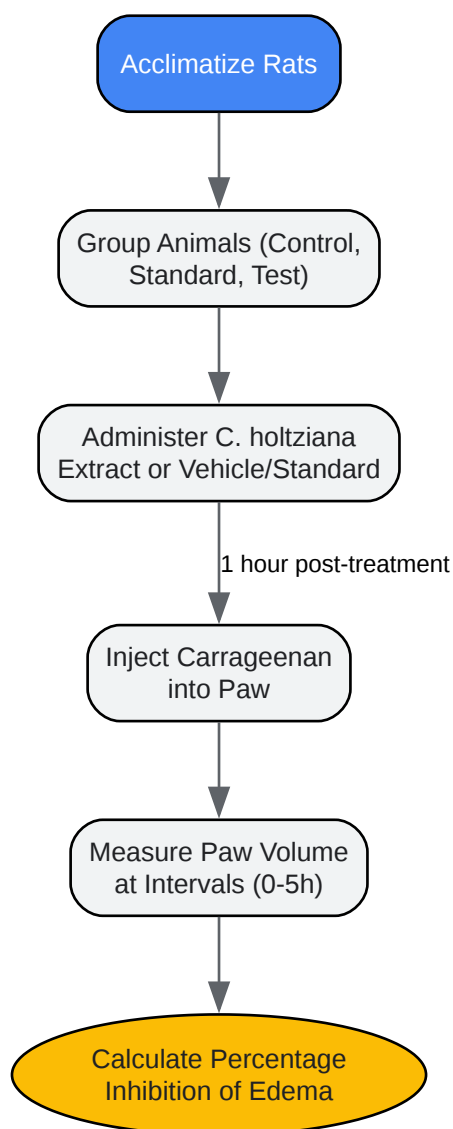 Acclimatize Rats
Group Animals (Control,
Standard, Test)
Administer C. holtziana
Extract or Vehicle/Standard
1 hour post-treatment
Inject Carrageenan
into Paw
Measure Paw Volume
at Intervals (0-5h)
Calculate Percentage
Inhibition of Edema